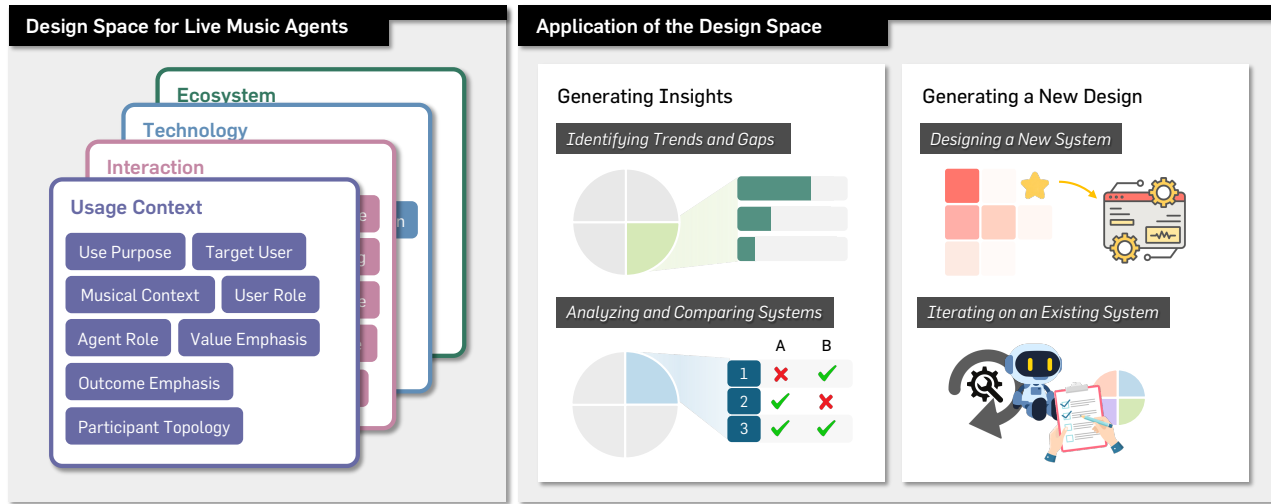 Design Space for Live Music Agents
Ecosystem
Technology
Interaction
Usage Context
Use Purpose Target User
Musical Context User Role
Agent Role Value Emphasis
Outcome Emphasis
Participant Topology
Application of the Design Space
Generating Insights
Identifying Trends and Gaps
Analyzing and Comparing Systems
A B
1
2
3
Generating a New Design
Designing a New System
Iterating on an Existing System